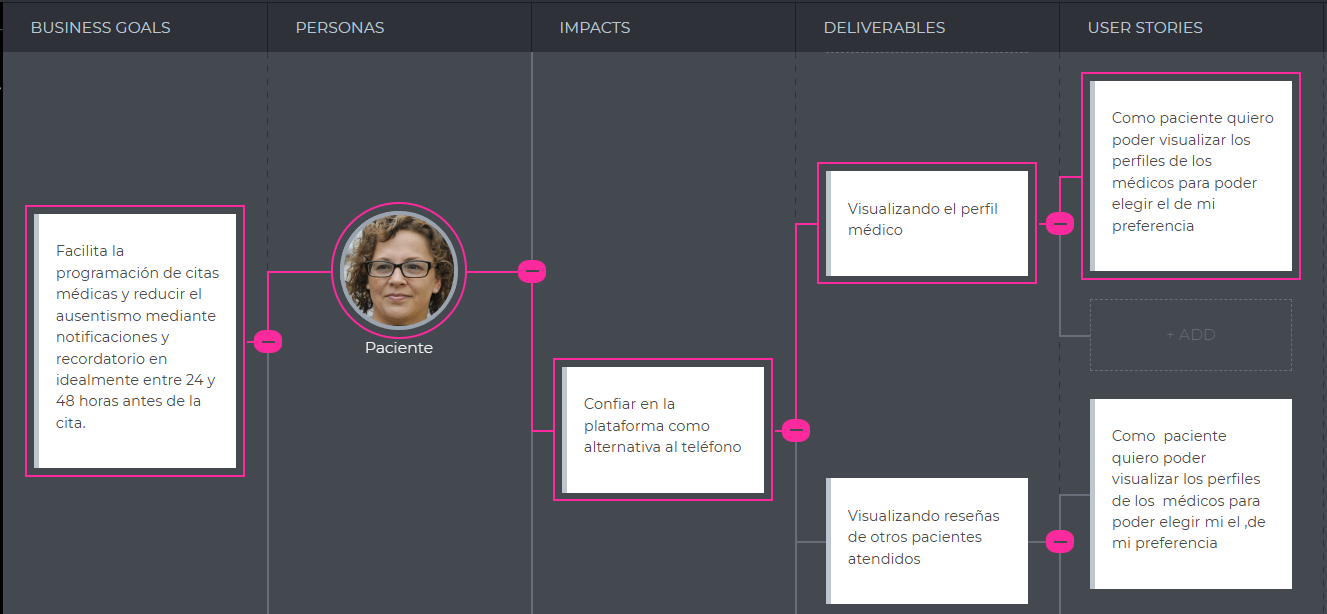 BUSINESS GOALS
PERSONAS
IMPACTS
DELIVERABLES
USER STORIES
Facilita la
programación de citas
médicas y reducir el
ausentismo mediante
notificaciones y
recordatorio en
idealmente entre 24 y
48 horas antes de la
cita.
Paciente
Confiar en la
plataforma como
alternativa al teléfono
Visualizando el perfil
médico
Como paciente quiero
poder visualizar los
perfiles de los
médicos para poder
elegir el de mi
preferencia
+ ADD
Visualizando reseñas
de otros pacientes
atendidos
Como  paciente
quiero poder
visualizar los perfiles
de los  médicos para
poder elegir mi el ,de
mi preferencia